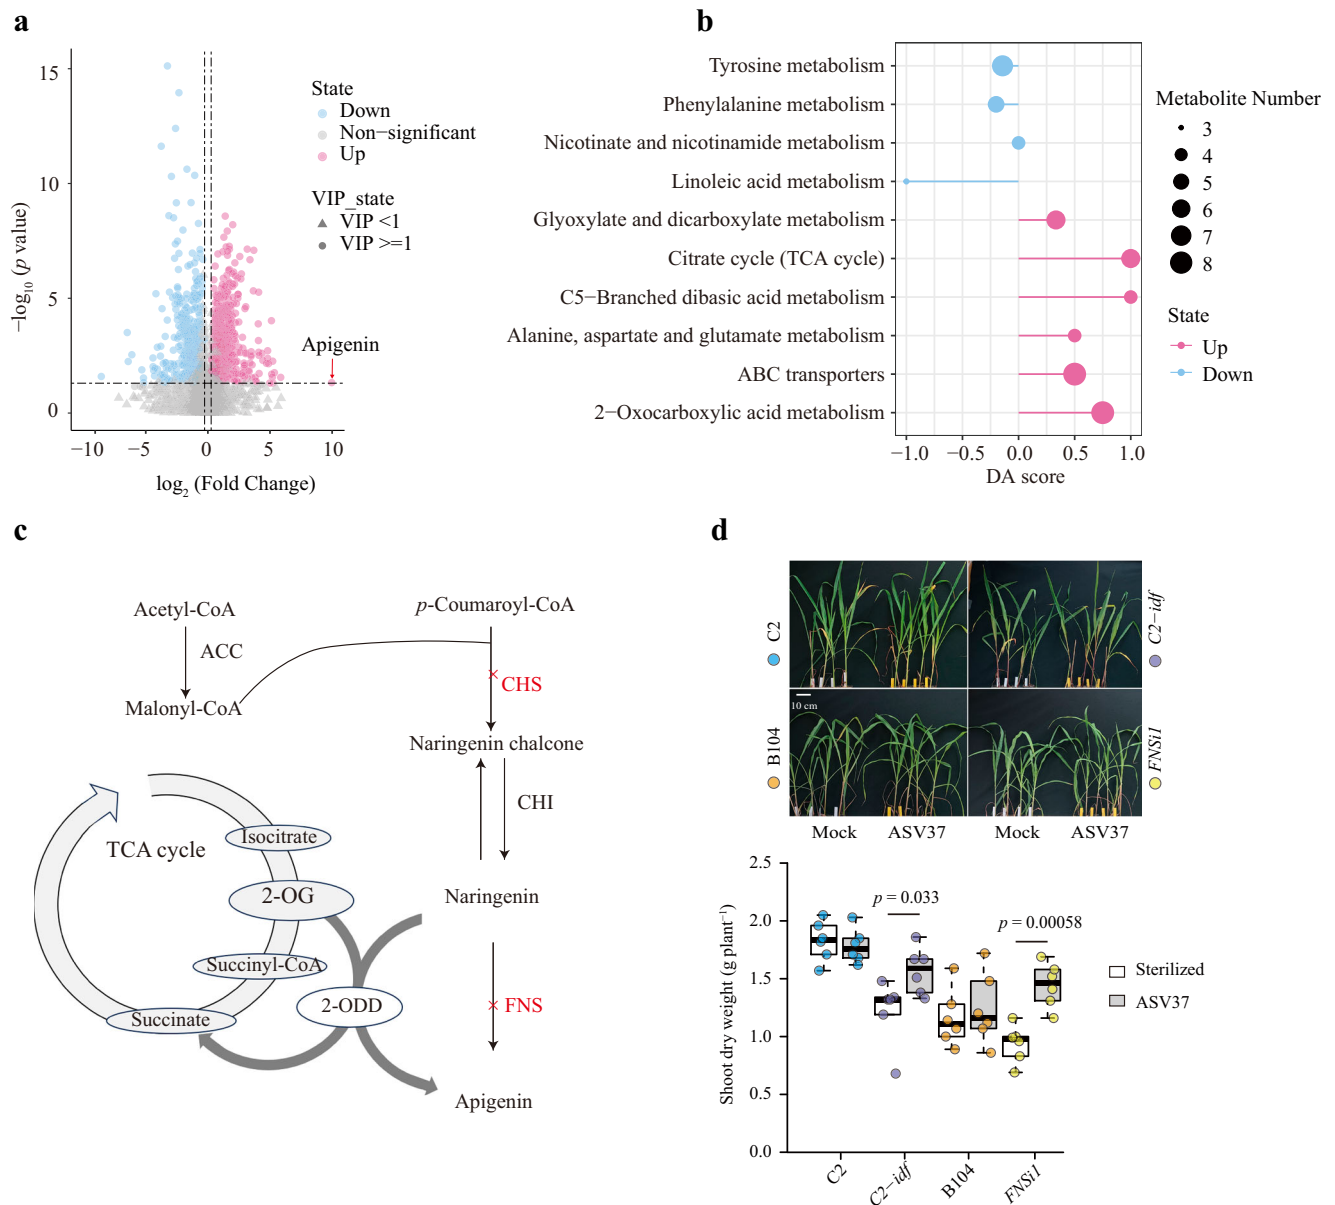 a
15
10
5
0
−log10 (p value)
−10
−5
0
5
10
log2 (Fold Change)
State
Down
Non−significant
Up
VIP_state
VIP <1
VIP >=1
Apigenin
b
Tyrosine metabolism
Phenylalanine metabolism
Nicotinate and nicotinamide metabolism
Linoleic acid metabolism
Glyoxylate and dicarboxylate metabolism
Citrate cycle (TCA cycle)
C5−Branched dibasic acid metabolism
Alanine, aspartate and glutamate metabolism
ABC transporters
2−Oxocarboxylic acid metabolism
−1.0
−0.5
0.0
0.5
1.0
DA score
Metabolite Number
3
4
5
6
7
8
State
Up
Down
c
Acetyl-CoA
ACC
Malonyl-CoA
p-Coumaroyl-CoA
CHS
Naringenin chalcone
CHI
Naringenin
FNS
Apigenin
TCA cycle
Isocitrate
2-OG
Succinyl-CoA
Succinate
2-ODD
d
C2
C2−idf
B104
FNSi1
10 cm
Mock
ASV37
Mock
ASV37
Shoot dry weight (g plant−1)
2.5
2.0
1.5
1.0
0.5
0.0
p = 0.033
p = 0.00058
Sterilized
ASV37
C2
C2−idf
B104
FNSi1